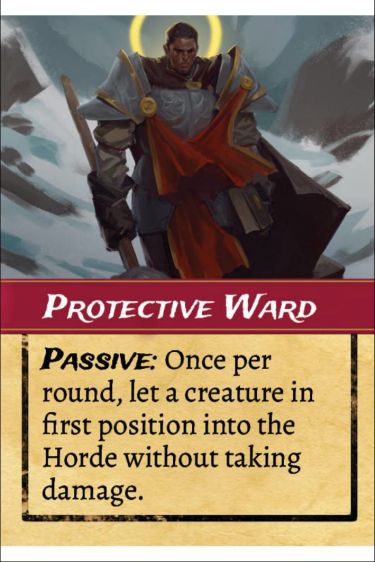 Protective Ward
Passive: Once per
round, let a creature in
first position into the
Horde without taking
damage.